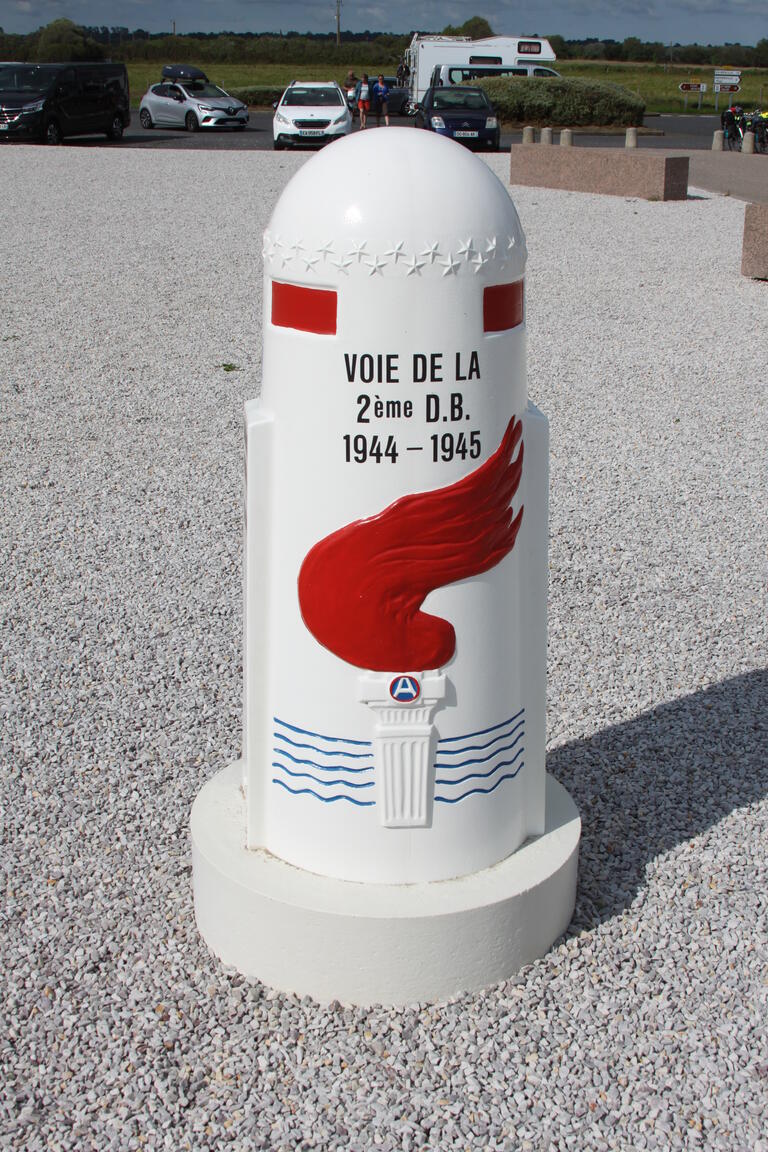 VOIE DE LA
2ème D.B.
1944 – 1945
A